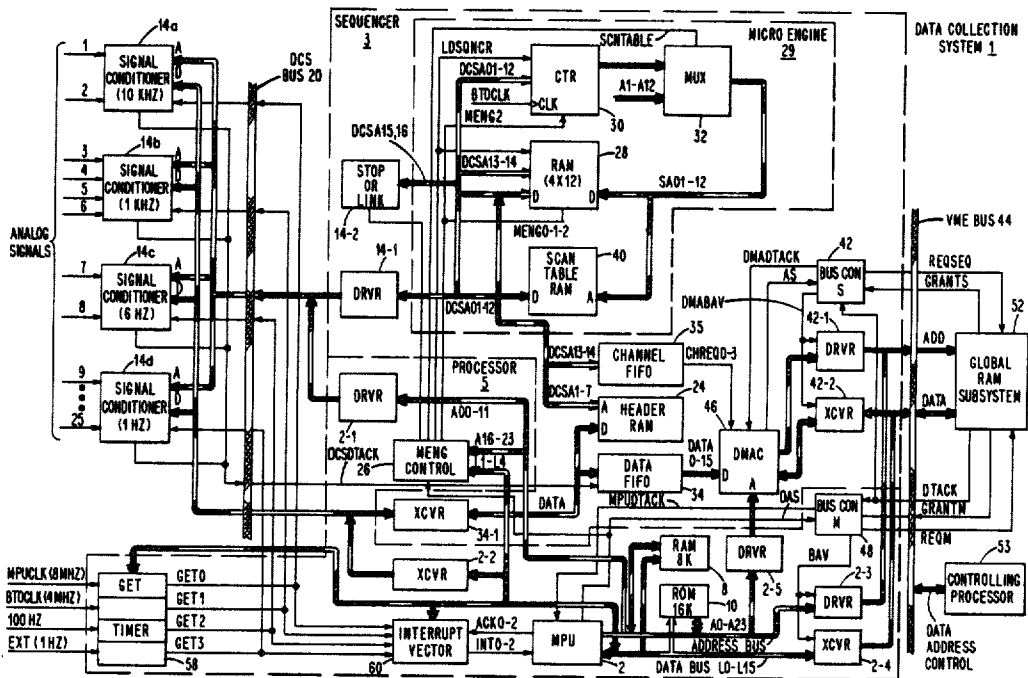 SEQUENCER
3
SCNTABLE
MICRO ENGINE
29
DATA COLLECTION
SYSTEM 1
14a
SIGNAL
CONDITIONER
(10 KHZ)
A
D
1
2
DCS
BUS 20
LDSQNCR
DCSA01-12
BTOCLK
MENG2
CTR
CLK
30
A1-A12
MUX
32
14b
SIGNAL
CONDITIONER
(1 KHZ)
A
D
3
4
5
6
DCSA15,16
STOP
OR
LINK
14-2
DCSA13-14
RAM
(4X12)
D
D
28
SA01-12
MENG0-1-2
ANALOG
SIGNALS
14c
SIGNAL
CONDITIONER
(6 HZ)
A
D
7
8
14-1
DRVR
DCSA01-12
SCAN
TABLE
RAM
D
A
40
VME BUS 44
DMADTACK
AS
42
BUS CON
S
REQSEQ
GRANTS
52
DMABAV
42-1
DRVR
ADD
GLOBAL
RAM
SUBSYSTEM
14d
SIGNAL
CONDITIONER
(1 HZ)
A
D
9
25
PROCESSOR
5
DRVR
2-1
A00-11
DCSA13-14
35
CHANNEL
FIFO
CHREQ0-3
DCSA1-7
A
D
HEADER
RAM
24
42-2
XCVR
DATA
46
DMAC
D
A
DCSDTACK
26
MENG
CONTROL
A16-23
L1-L4
DATA
FIFO
34
DATA
0-15
MPUDTACK
DAS
BUS CON
M
48
DTACK
GRANTM
REQM
XCVR
34-1
DATA
XCVR
2-2
RAM
8K
8
ROM
16K
10
DRVR
2-5
BAV
2-3
DRVR
53
CONTROLLING
PROCESSOR
MPUCLK (8MHZ)
BTOCLK(4MHZ)
100 HZ
EXT (1HZ)
GET
TIMER
58
GET0
GET1
GET2
GET3
INTERRUPT
VECTOR
60
ACK0-2
INT0-2
MPU
2
A0-A23
ADDRESS BUS
DATA BUS L0-L15
XCVR
2-4
DATA
ADDRESS
CONTROL